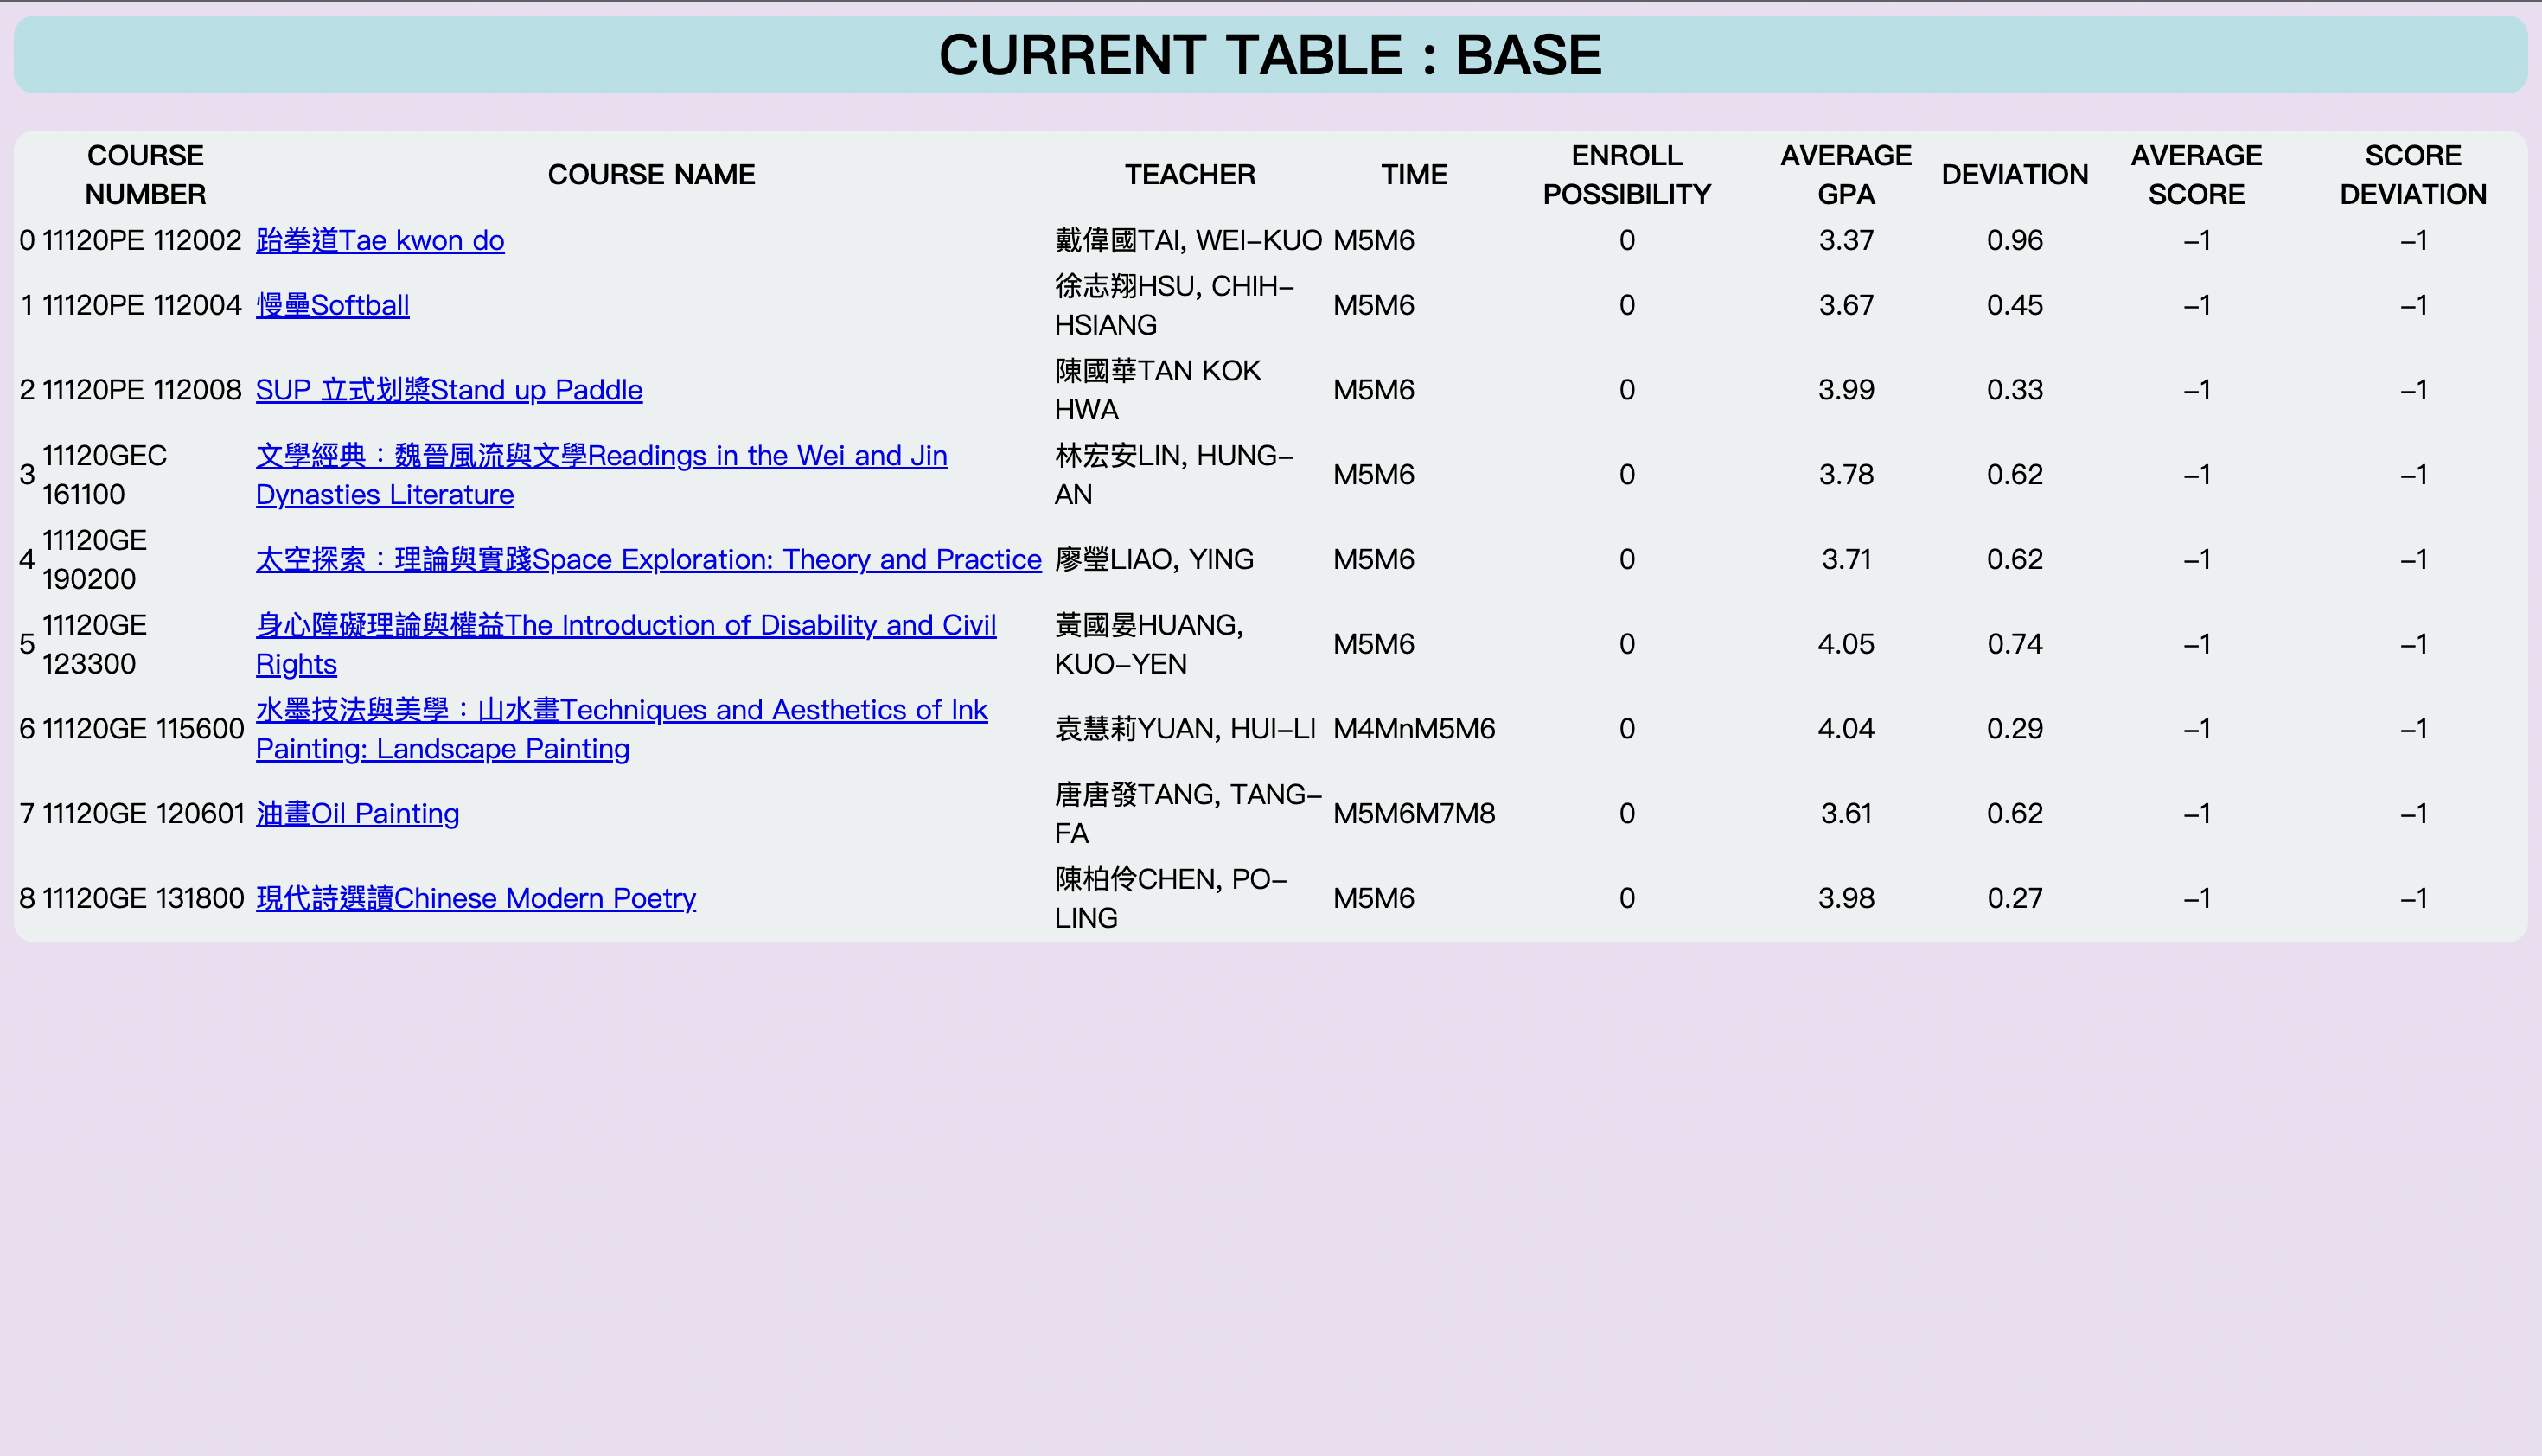 CURRENT TABLE : BASE
COURSE NUMBER COURSE NAME TEACHER TIME ENROLL POSSIBILITY AVERAGE GPA DEVIATION AVERAGE SCORE SCORE DEVIATION
0 11120PE 112002 跆拳道Tae kwon do 戴偉國TAI, WEI-KUO M5M6 0 3.37 0.96 -1 -1
1 11120PE 112004 慢壘Softball 徐志翔HSU, CHIH-HSIANG M5M6 0 3.67 0.45 -1 -1
2 11120PE 112008 SUP 立式划槳Stand up Paddle 陳國華TAN KOK HWA M5M6 0 3.99 0.33 -1 -1
3 11120GEC 161100 文學經典：魏晉風流與文學Readings in the Wei and Jin Dynasties Literature 林宏安LIN, HUNG-AN M5M6 0 3.78 0.62 -1 -1
4 11120GE 190200 太空探索：理論與實踐Space Exploration: Theory and Practice 廖瑩LIAO, YING M5M6 0 3.71 0.62 -1 -1
5 11120GE 123300 身心障礙理論與權益The Introduction of Disability and Civil Rights 黃國晏HUANG, KUO-YEN M5M6 0 4.05 0.74 -1 -1
6 11120GE 115600 水墨技法與美學：山水畫Techniques and Aesthetics of Ink Painting: Landscape Painting 袁慧莉YUAN, HUI-LI M4MnM5M6 0 4.04 0.29 -1 -1
7 11120GE 120601 油畫Oil Painting 唐唐發TANG, TANG-FA M5M6M7M8 0 3.61 0.62 -1 -1
8 11120GE 131800 現代詩選讀Chinese Modern Poetry 陳柏伶CHEN, PO-LING M5M6 0 3.98 0.27 -1 -1